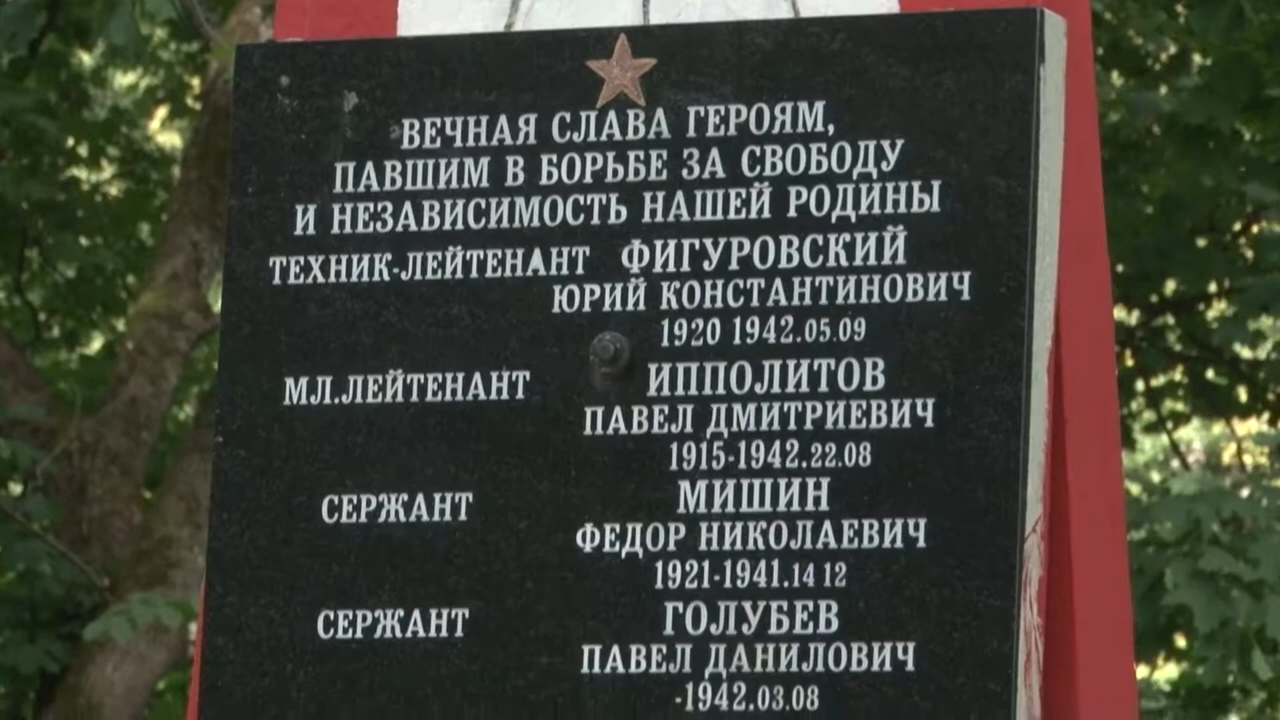 ВЕЧНАЯ СЛАВА ГЕРОЯМ,
ПАВШИМ В БОРЬБЕ ЗА СВОБОДУ
И НЕЗАВИСИМОСТЬ НАШЕЙ РОДИНЫ
ТЕХНИК-ЛЕЙТЕНАНТ ФИГУРОВСКИЙ
ЮРИЙ КОНСТАНТИНОВИЧ
1920 1942.05.09
МЛ.ЛЕЙТЕНАНТ ИППОЛИТОВ
ПАВЕЛ ДМИТРИЕВИЧ
1915-1942.22.08
СЕРЖАНТ МИШИН
ФЕДОР НИКОЛАЕВИЧ
1921-1941.14 12
СЕРЖАНТ ГОЛУБЕВ
ПАВЕЛ ДАНИЛОВИЧ
-1942.03.08